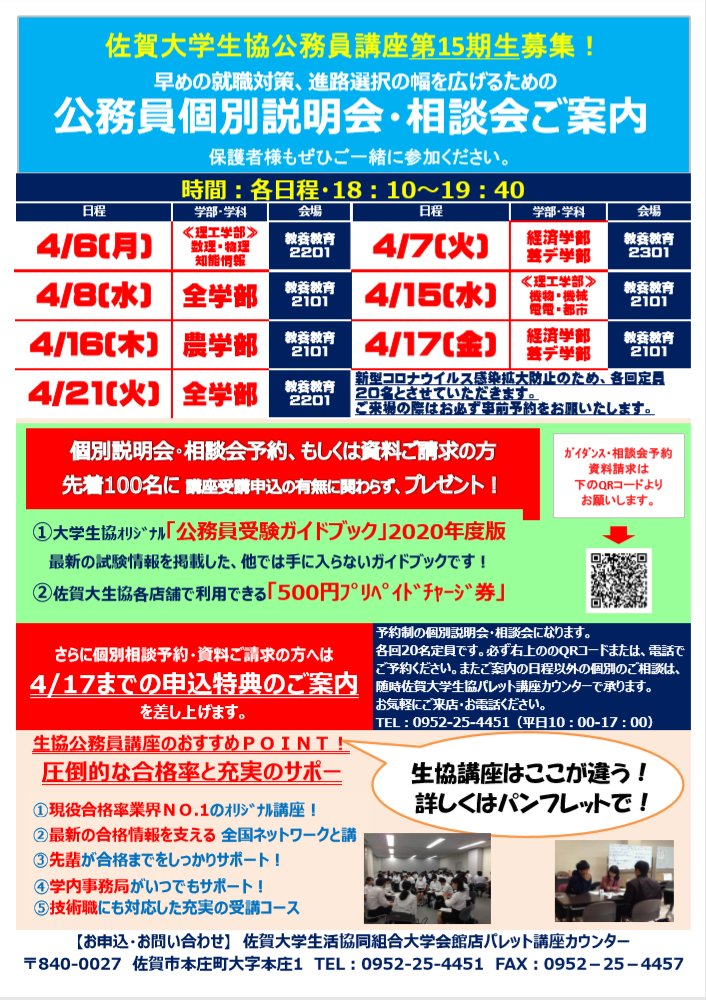 佐賀大学生協公務員講座第15期生募集！
早めの就職対策、進路選択の幅を広げるための
公務員個別説明会・相談会ご案内
保護者様もぜひご一緒に参加ください。
時間：各日程・18：10～19：40
日程 学部・学科 会場 日程 学部・学科 会場
4/6(月) ≪理工学部≫ 数理・物理 知能情報 教養教育 2201 4/7(火) 経済学部 芸デ学部 教養教育 2301
4/8(水) 全学部 教養教育 2101 4/15(水) ≪理工学部≫ 機物・機械 電電・都市 教養教育 2101
4/16(木) 農学部 教養教育 2101 4/17(金) 経済学部 芸デ学部 教養教育 2101
4/21(火) 全学部 教養教育 2201
新型コロナウイルス感染拡大防止のため、各回定員
20名とさせていただきます。
ご来場の際はお必ず事前予約をお願いたします。
個別説明会・相談会予約、もしくは資料ご請求の方
先着100名に 講座受講申込の有無に関わらず、プレゼント！
ｶﾞｲﾀﾞﾝｽ・相談会予約
資料請求は
下のQRコードより
お願いします。
①大学生協ｵﾘｼﾞﾅﾙ「公務員受験ガイドブック」2020年度版
最新の試験情報を掲載した、他では手に入らないガイドブックです！
②佐賀大生協各店舗で利用できる「500円ﾌﾟﾘﾍﾟｲﾄﾞﾁｬｰｼﾞ券」
さらに個別相談予約・資料ご請求の方へは
4/17までの申込特典のご案内
を差し上げます。
予約制の個別説明会・相談会になります。
各回20名定員です。必ず右上ののQRコードまたは、電話で
ご予約ください。またご案内の日程以外の個別のご相談は、
随時佐賀大学生協パレット講座カウンターで承ります。
お気軽にご来店・お電話ください。
TEL：0952-25-4451（平日10：00-17：00）
生協公務員講座のおすすめＰＯＩＮＴ！
圧倒的な合格率と充実のサポー
生協講座はここが違う！
詳しくはパンフレットで！
①現役合格率業界ＮＯ.1のｵﾘｼﾞﾅﾙ講座！
②最新の合格情報を支える 全国ネットワークと講
③先輩が合格までをしっかりサポート！
④学内事務局がいつでもサポート！
⑤技術職にも対応した充実の受講コース
【お申込・お問い合わせ】 佐賀大学生活協同組合大学会館店パレット講座カウンター
〒840-0027 佐賀市本庄町大字本庄1 TEL：0952-25-4451 FAX：0952－25－4457